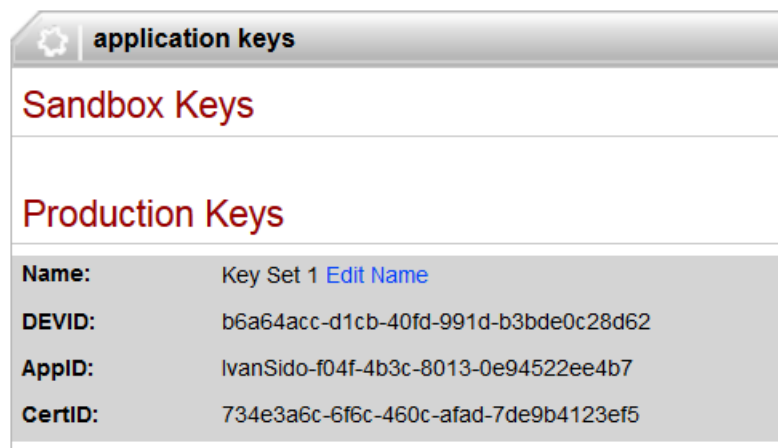 application keys
Sandbox Keys
Production Keys
Name: Key Set 1 Edit Name
DEVID: b6a64acc-d1cb-40fd-991d-b3bde0c28d62
AppID: IvanSido-f04f-4b3c-8013-0e94522ee4b7
CertID: 734e3a6c-6f6c-460c-afad-7de9b4123ef5